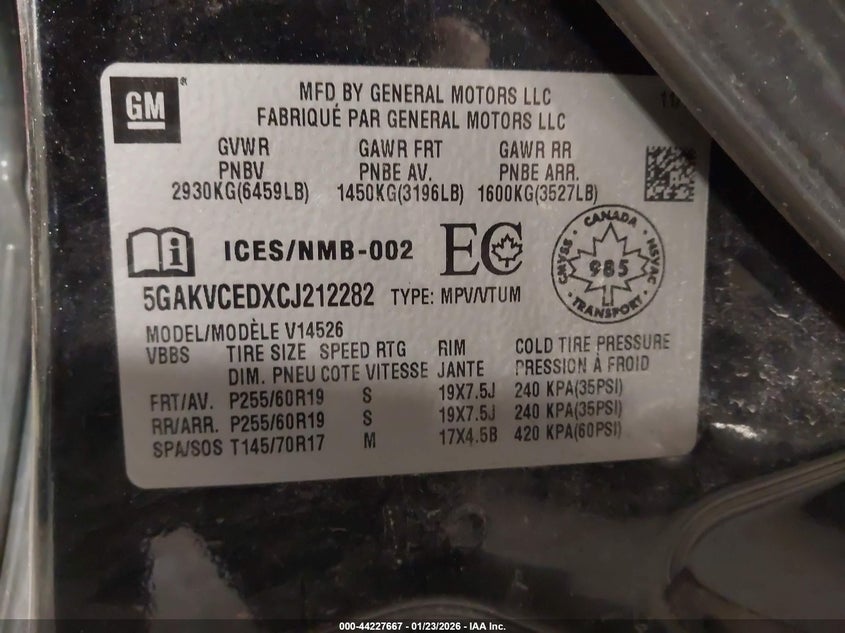 GM
MFD BY GENERAL MOTORS LLC
FABRIQUÉ PAR GENERAL MOTORS LLC
11/
GVWR GAWR FRT GAWR RR
PNBV PNBE AV. PNBE ARR.
2930KG(6459LB) 1450KG(3196LB) 1600KG(3527LB)
ICES/NMB-002 EC
CANADA
CMVSS 985 NSVAC
TRANSPORT
5GAKVCEDXCJ212282 TYPE: MPV/VTUM
MODEL/MODÈLE V14526
VBBS TIRE SIZE SPEED RTG RIM COLD TIRE PRESSURE
DIM. PNEU COTE VITESSE JANTE PRESSION À FROID
FRT/AV. P255/60R19 S 19X7.5J 240 KPA(35PSI)
RR/ARR. P255/60R19 S 19X7.5J 240 KPA(35PSI)
SPA/SOS T145/70R17 M 17X4.5B 420 KPA(60PSI)
000-44227667 - 01/23/2026 - IAA Inc.